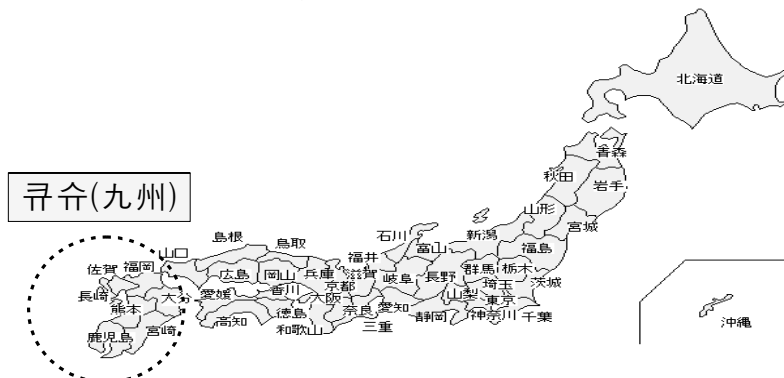 北海道
青森
秋田
岩手
큐슈(九州)
山形
宮城
石川
新潟
島根
鳥取
富山
福島
山口
福井
佐賀
福岡
広島
岡山
兵庫
京都
滋賀
岐阜
長野
群馬
栃木
茨城
埼玉
長崎
大分
愛媛
香川
大阪
山梨
東京
熊本
奈良
愛知
静岡
神奈川
千葉
宮崎
高知
徳島
和歌山
三重
鹿児島
沖縄